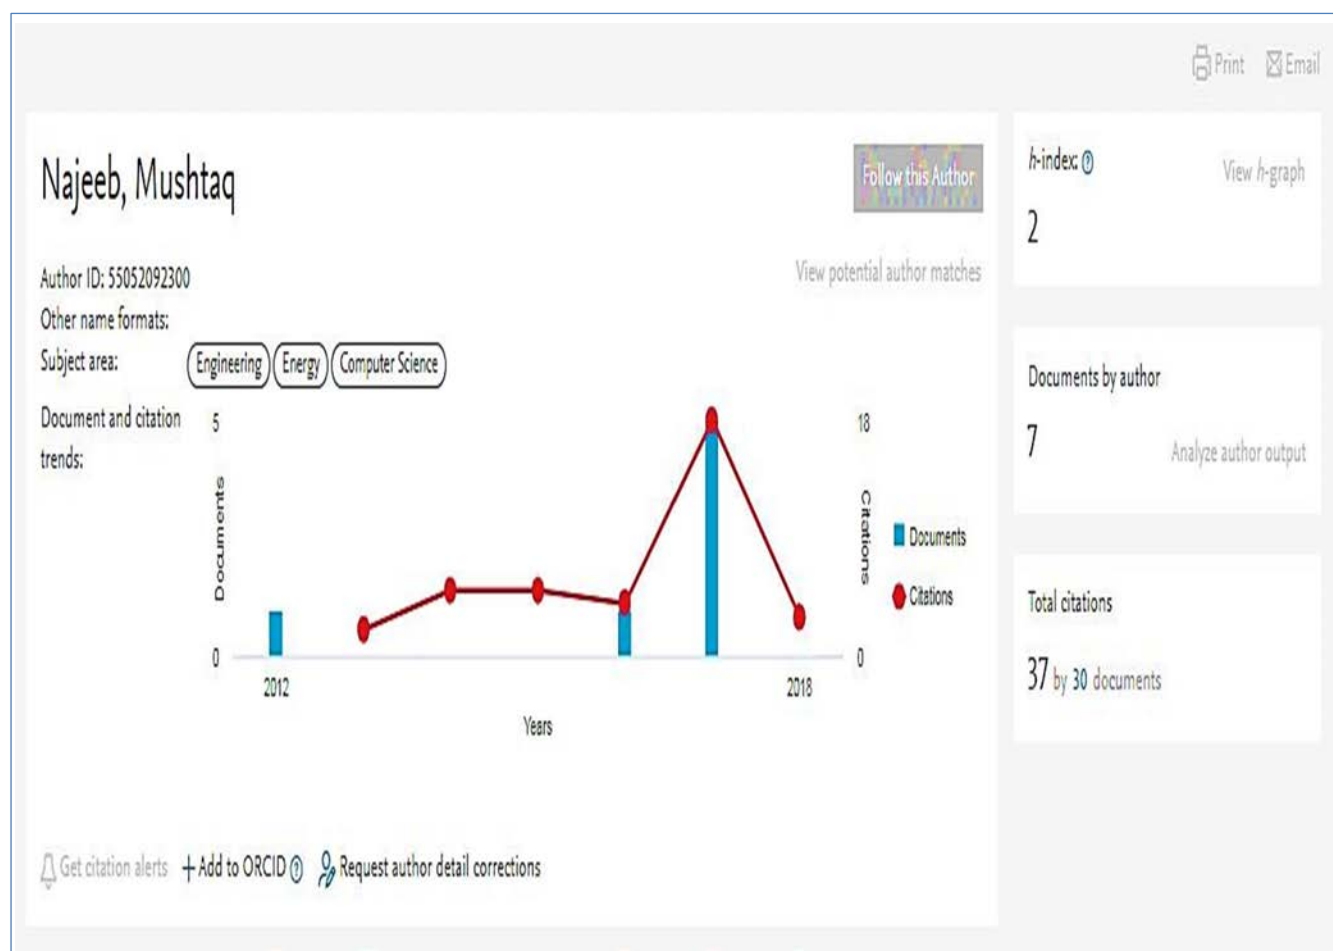 Print Email
Najeeb, Mushtaq
Follow this Author
Author ID: 55052092300
View potential author matches
Other name formats:
Subject area:
Engineering Energy Computer Science
Document and citation
trends:
5
18
Documents
Citations
Documents
Citations
0
0
2012
2018
Years
Get citation alerts +Add to ORCID ? Request author detail corrections
h-index: ?
View h-graph
2
Documents by author
7
Analyze author output
Total citations
37 by 30 documents